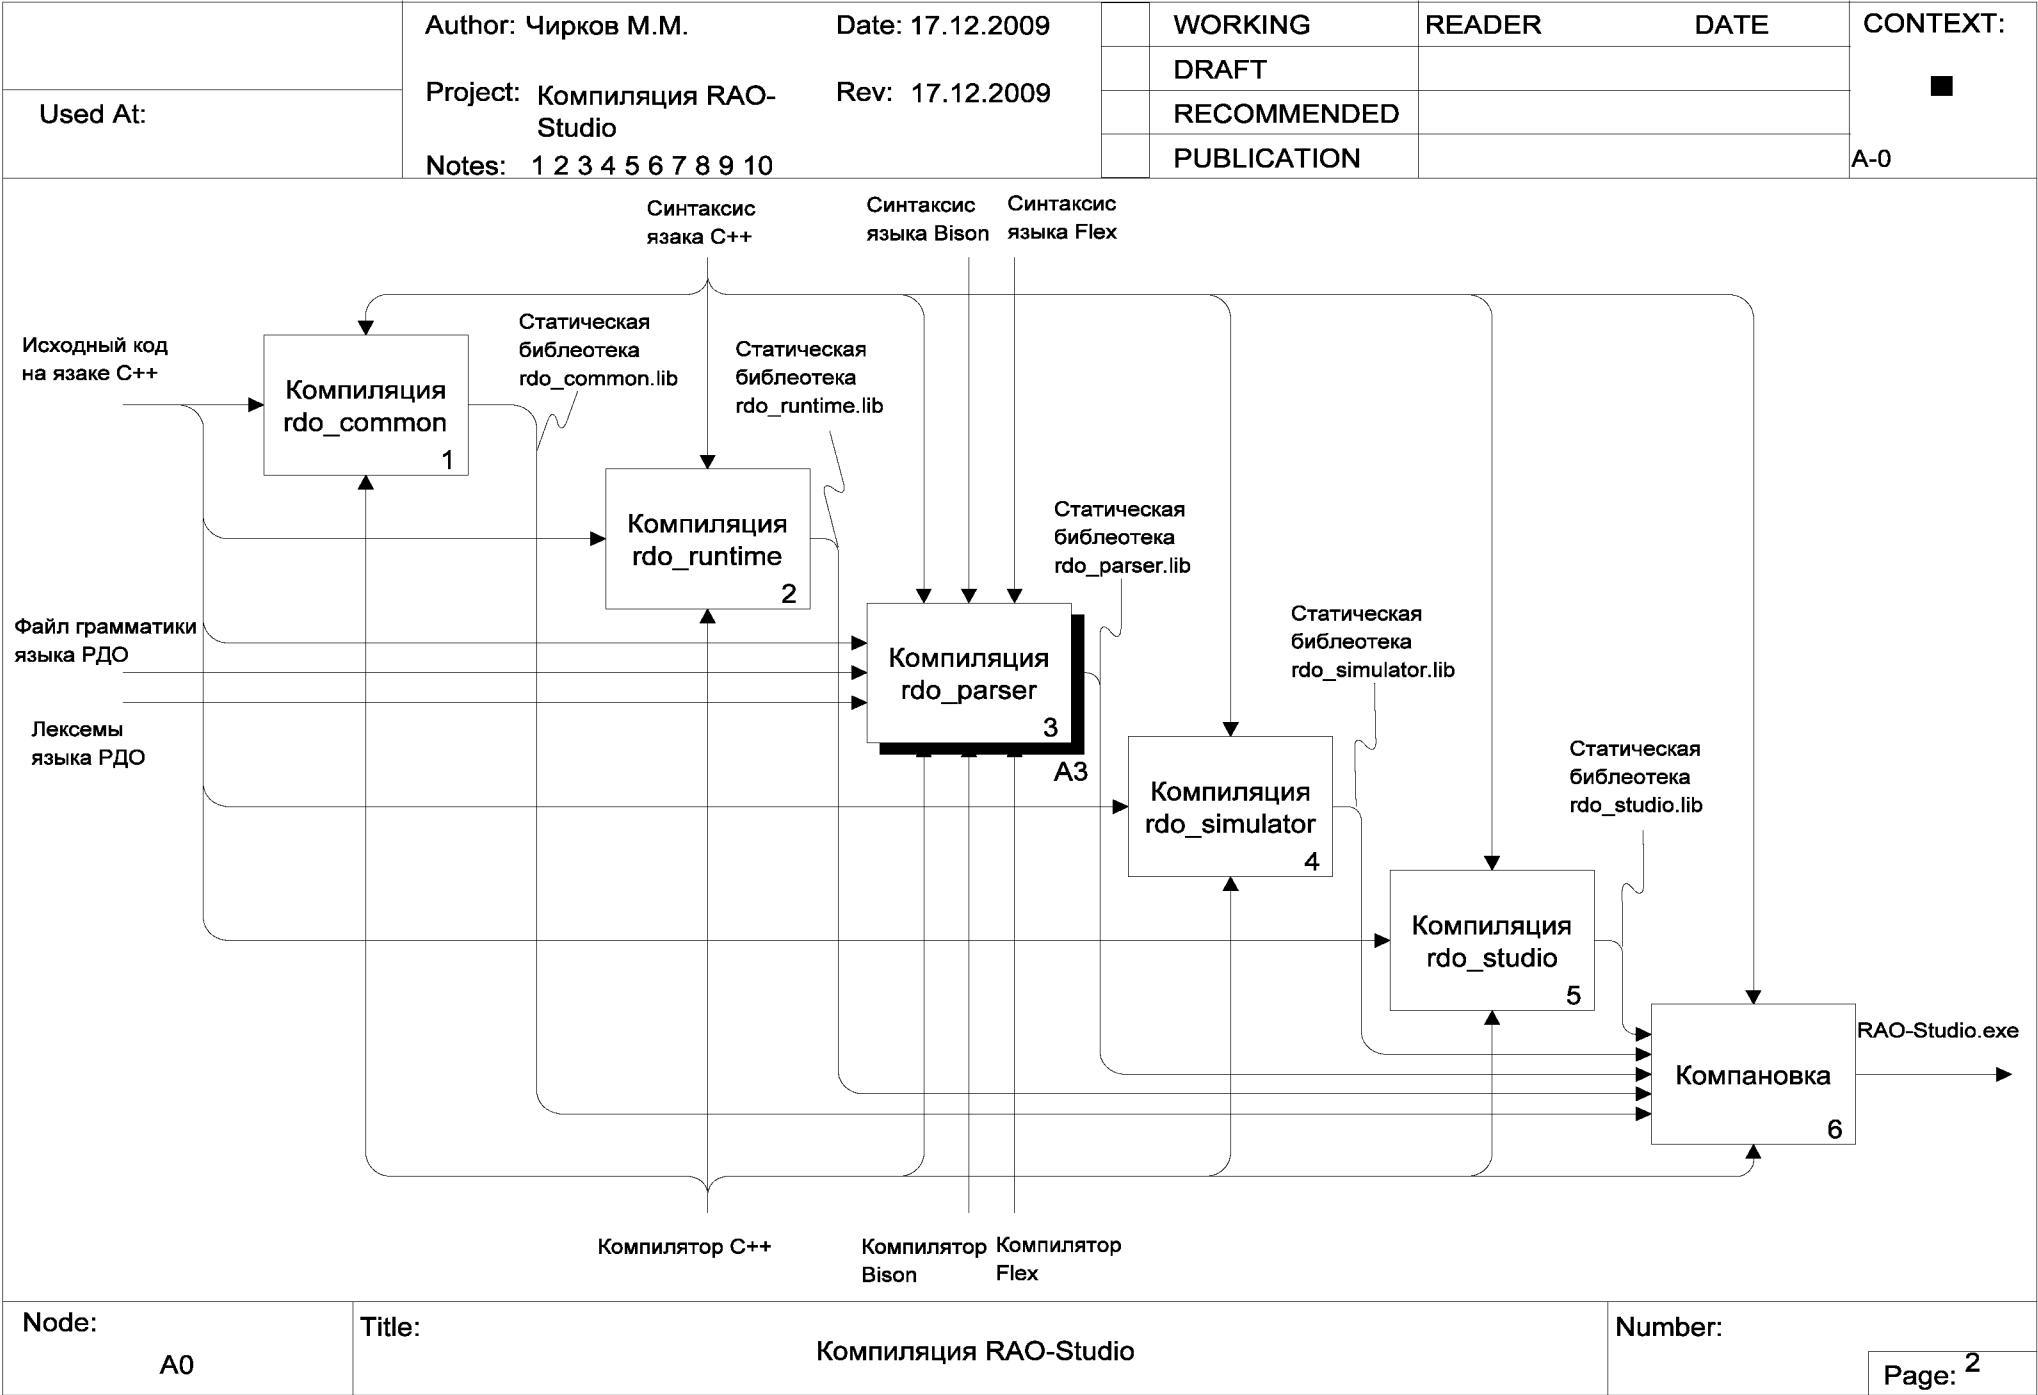 Used At:
Author: Чирков М.М.
Date: 17.12.2009
Project: Компиляция RAO-
Studio
Rev: 17.12.2009
Notes: 1 2 3 4 5 6 7 8 9 10
WORKING
DRAFT
RECOMMENDED
PUBLICATION
READER
DATE
CONTEXT:
A-0
Синтаксис
язака C++
Синтаксис
языка Bison
Синтаксис
языка Flex
Исходный код
на язаке C++
Компиляция
rdo_common
1
Статическая
библеотека
rdo_common.lib
Статическая
библеотека
rdo_runtime.lib
Компиляция
rdo_runtime
2
Статическая
библеотека
rdo_parser.lib
Файл грамматики
языка РДО
Компиляция
rdo_parser
3
A3
Лексемы
языка РДО
Статическая
библеотека
rdo_simulator.lib
Компиляция
rdo_simulator
4
Статическая
библеотека
rdo_studio.lib
Компиляция
rdo_studio
5
RAO-Studio.exe
Компановка
6
Компилятор C++
Компилятор
Bison
Компилятор
Flex
Node:
A0
Title:
Компиляция RAO-Studio
Number:
Page: 2